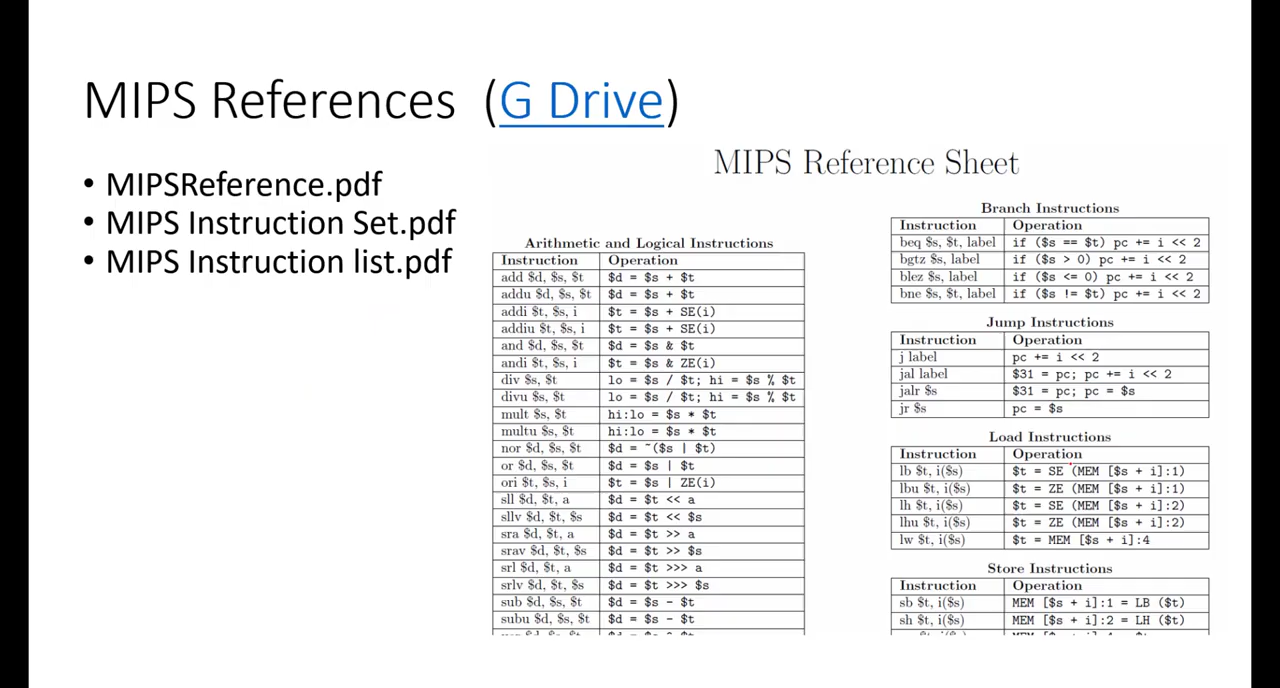 MIPS References (G Drive)
• MIPSReference.pdf
• MIPS Instruction Set.pdf
• MIPS Instruction list.pdf
MIPS Reference Sheet
Arithmetic and Logical Instructions
Instruction Operation
add $d, $s, $t $d = $s + $t
addu $d, $s, $t $d = $s + $t
addi $t, $s, i $t = $s + SE(i)
addiu $t, $s, i $t = $s + SE(i)
and $d, $s, $t $d = $s & $t
andi $t, $s, i $t = $s & ZE(i)
div $s, $t lo = $s / $t; hi = $s % $t
divu $s, $t lo = $s / $t; hi = $s % $t
mult $s, $t hi:lo = $s * $t
multu $s, $t hi:lo = $s * $t
nor $d, $s, $t $d = ~($s | $t)
or $d, $s, $t $d = $s | $t
ori $t, $s, i $t = $s | ZE(i)
sll $d, $t, a $d = $t << a
sllv $d, $t, $s $d = $t << $s
sra $d, $t, a $d = $t >> a
srav $d, $t, $s $d = $t >> $s
srl $d, $t, a $d = $t >>> a
srlv $d, $t, $s $d = $t >>> $s
sub $d, $s, $t $d = $s - $t
subu $d, $s, $t $d = $s - $t
Branch Instructions
Instruction Operation
beq $s, $t, label if ($s == $t) pc += i << 2
bgtz $s, label if ($s > 0) pc += i << 2
blez $s, label if ($s <= 0) pc += i << 2
bne $s, $t, label if ($s != $t) pc += i << 2
Jump Instructions
Instruction Operation
j label pc += i << 2
jal label $31 = pc; pc += i << 2
jalr $s $31 = pc; pc = $s
jr $s pc = $s
Load Instructions
Instruction Operation
lb $t, i($s) $t = SE (MEM [$s + i]:1)
lbu $t, i($s) $t = ZE (MEM [$s + i]:1)
lh $t, i($s) $t = SE (MEM [$s + i]:2)
lhu $t, i($s) $t = ZE (MEM [$s + i]:2)
lw $t, i($s) $t = MEM [$s + i]:4
Store Instructions
Instruction Operation
sb $t, i($s) MEM [$s + i]:1 = LB ($t)
sh $t, i($s) MEM [$s + i]:2 = LH ($t)